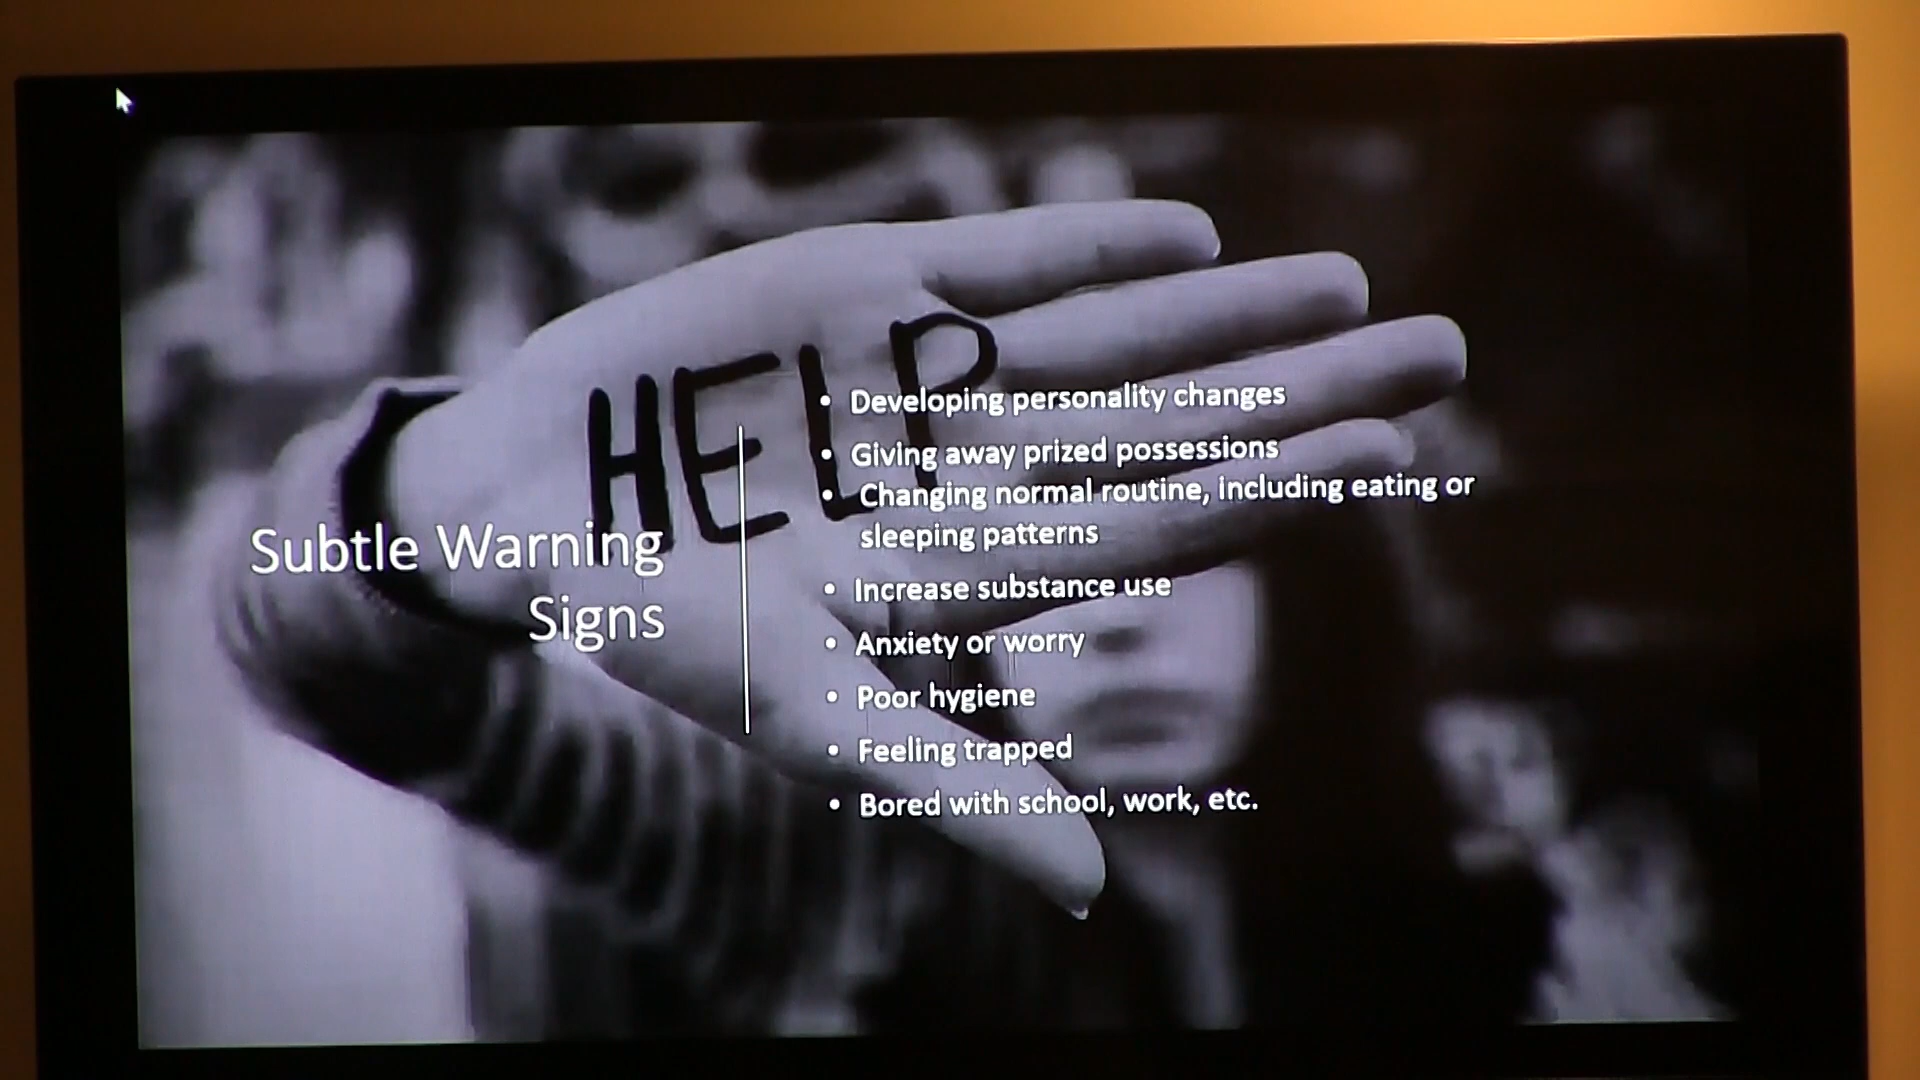 HELP
Subtle Warning
Signs
• Developing personality changes
• Giving away prized possessions
• Changing normal routine, including eating or
sleeping patterns
• Increase substance use
• Anxiety or worry
• Poor hygiene
• Feeling trapped
• Bored with school, work, etc.